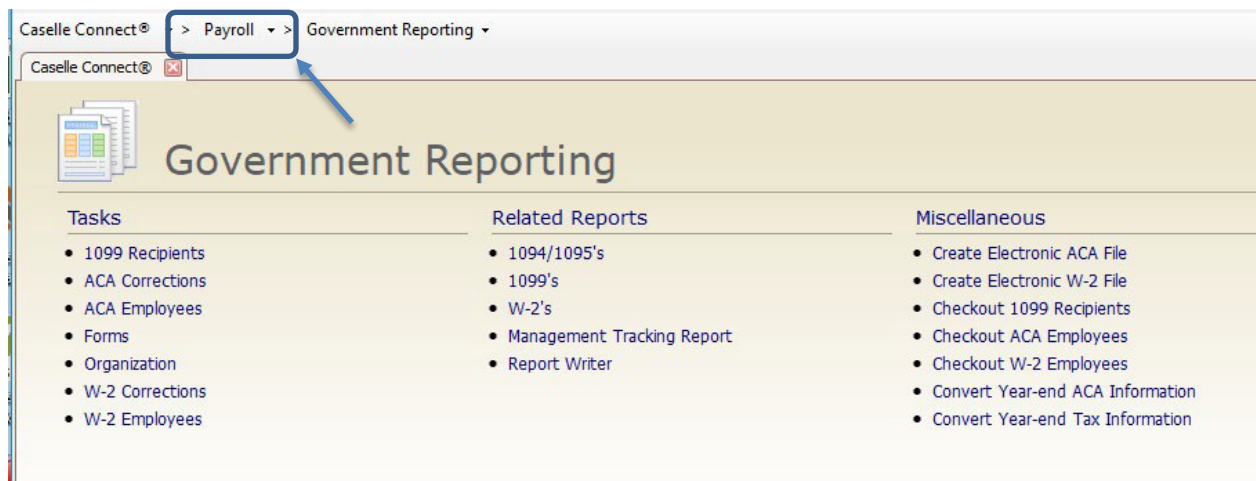 Caselle Connect® > Payroll > Government Reporting
Caselle Connect®
Government Reporting
Tasks
• 1099 Recipients
• ACA Corrections
• ACA Employees
• Forms
• Organization
• W-2 Corrections
• W-2 Employees
Related Reports
• 1094/1095's
• 1099's
• W-2's
• Management Tracking Report
• Report Writer
Miscellaneous
• Create Electronic ACA File
• Create Electronic W-2 File
• Checkout 1099 Recipients
• Checkout ACA Employees
• Checkout W-2 Employees
• Convert Year-end ACA Information
• Convert Year-end Tax Information